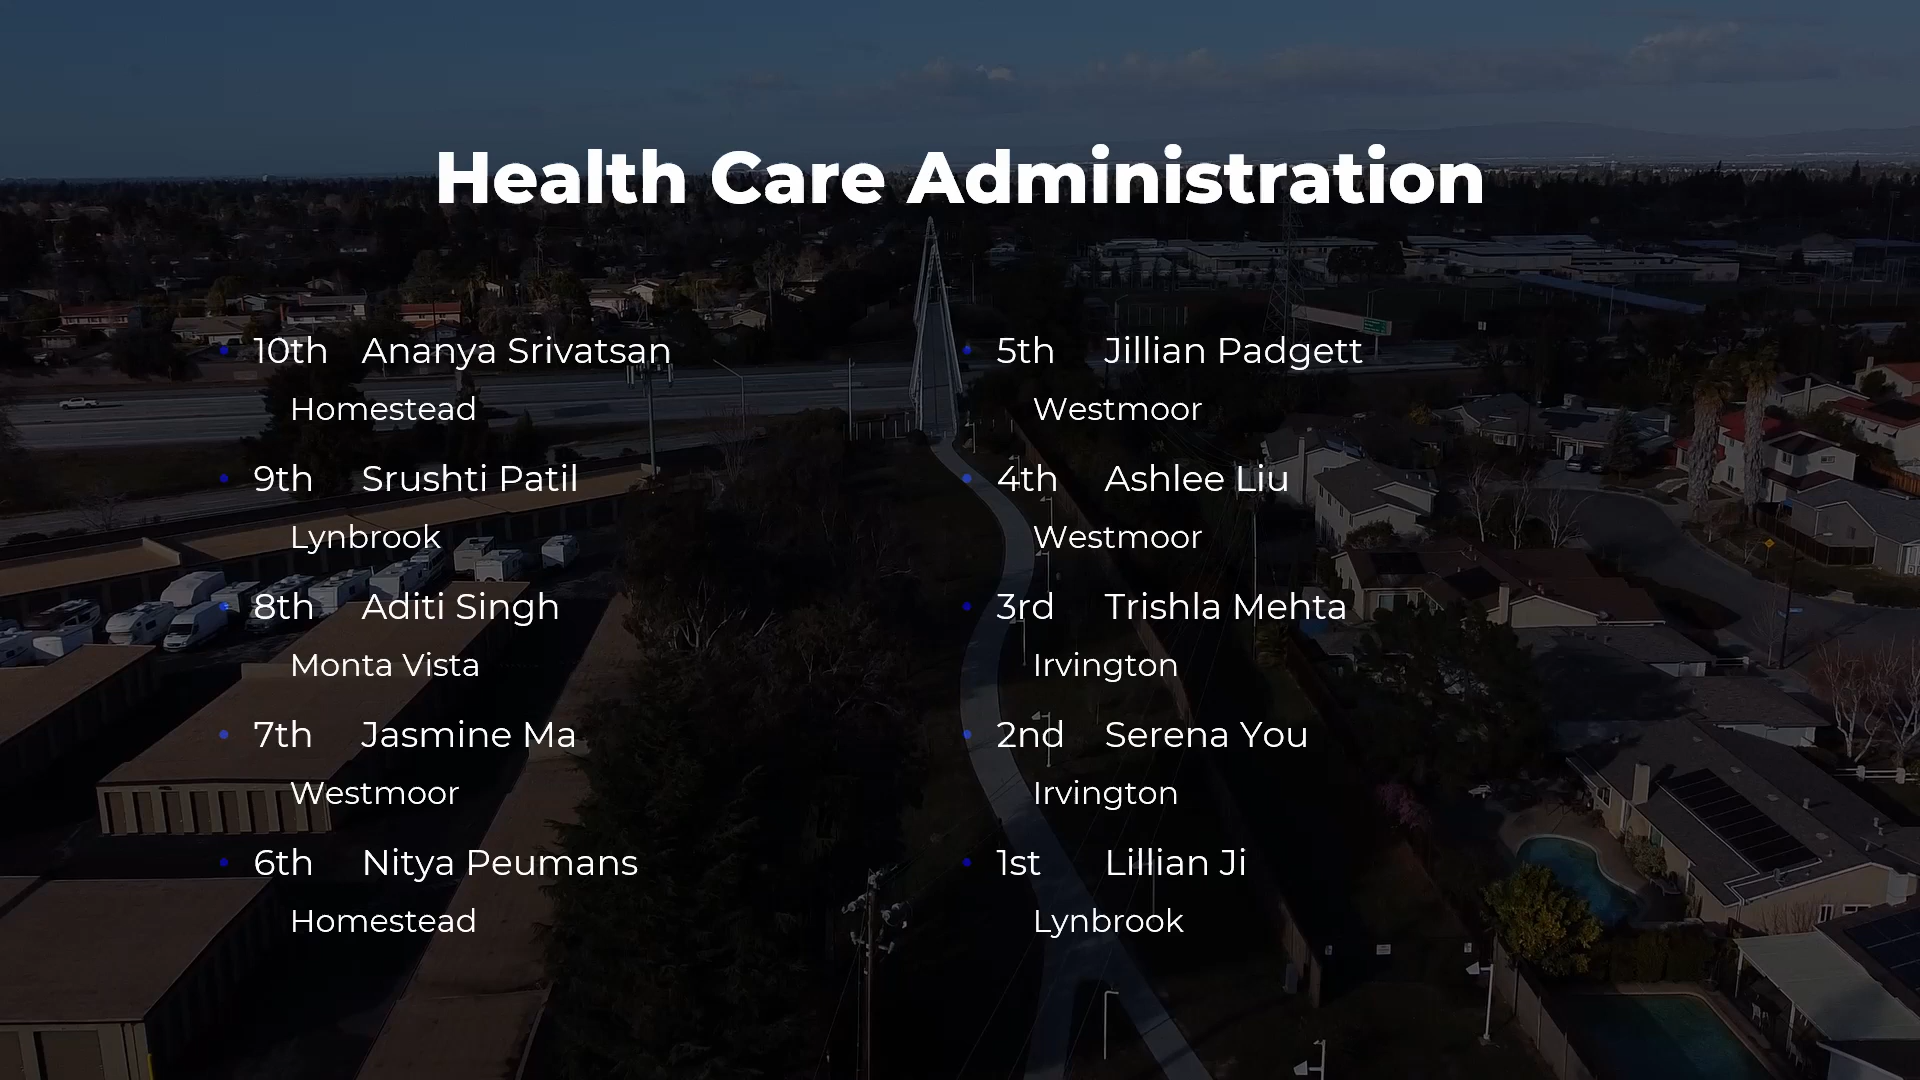 Health Care Administration
10th Ananya Srivatsan
Homestead
9th Srushti Patil
Lynbrook
8th Aditi Singh
Monta Vista
7th Jasmine Ma
Westmoor
6th Nitya Peumans
Homestead
5th Jillian Padgett
Westmoor
4th Ashlee Liu
Westmoor
3rd Trishla Mehta
Irvington
2nd Serena You
Irvington
1st Lillian Ji
Lynbrook